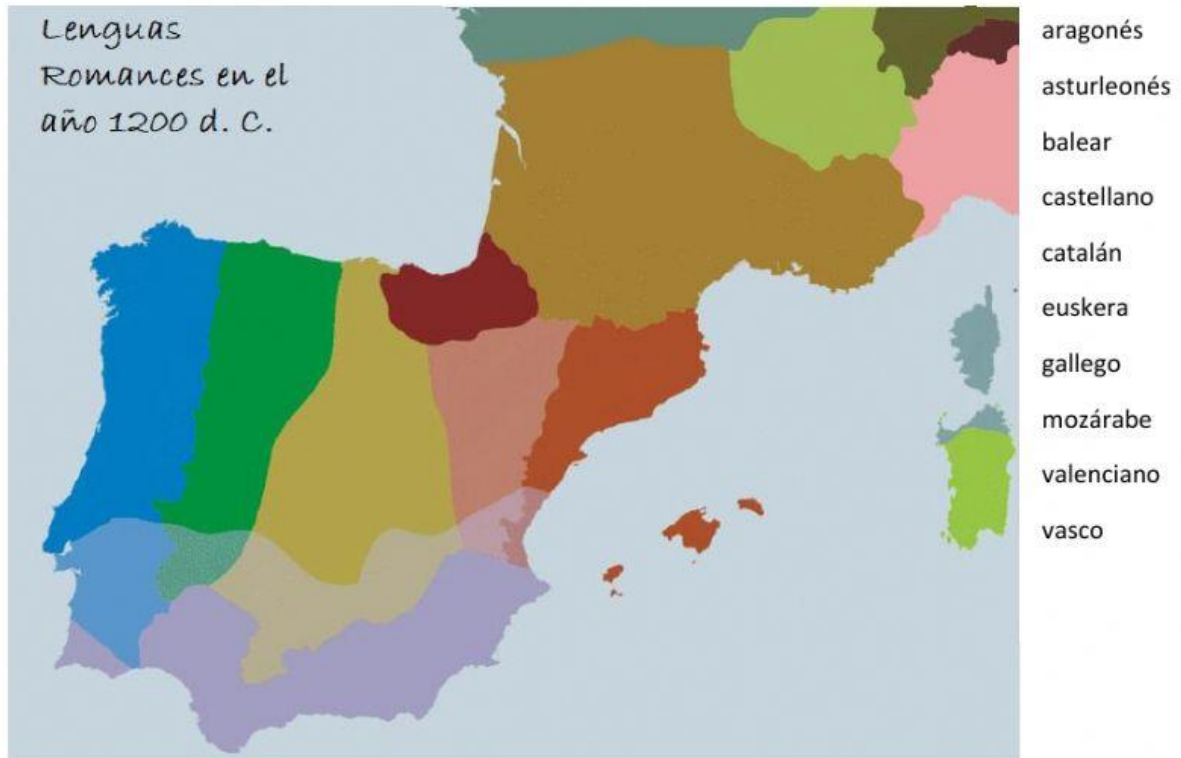 Lenguas
Romances en el
año 1200 d. C.
aragonés
asturleonés
balear
castellano
catalán
euskera
gallego
mozárabe
valenciano
vasco